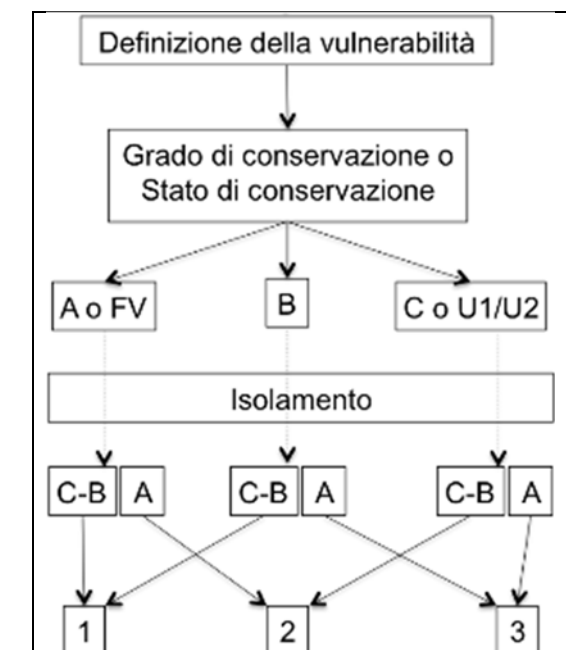 Definizione della vulnerabilità
Grado di conservazione o
Stato di conservazione
A o FV
B
C o U1/U2
Isolamento
C-B
A
C-B
A
C-B
A
1
2
3